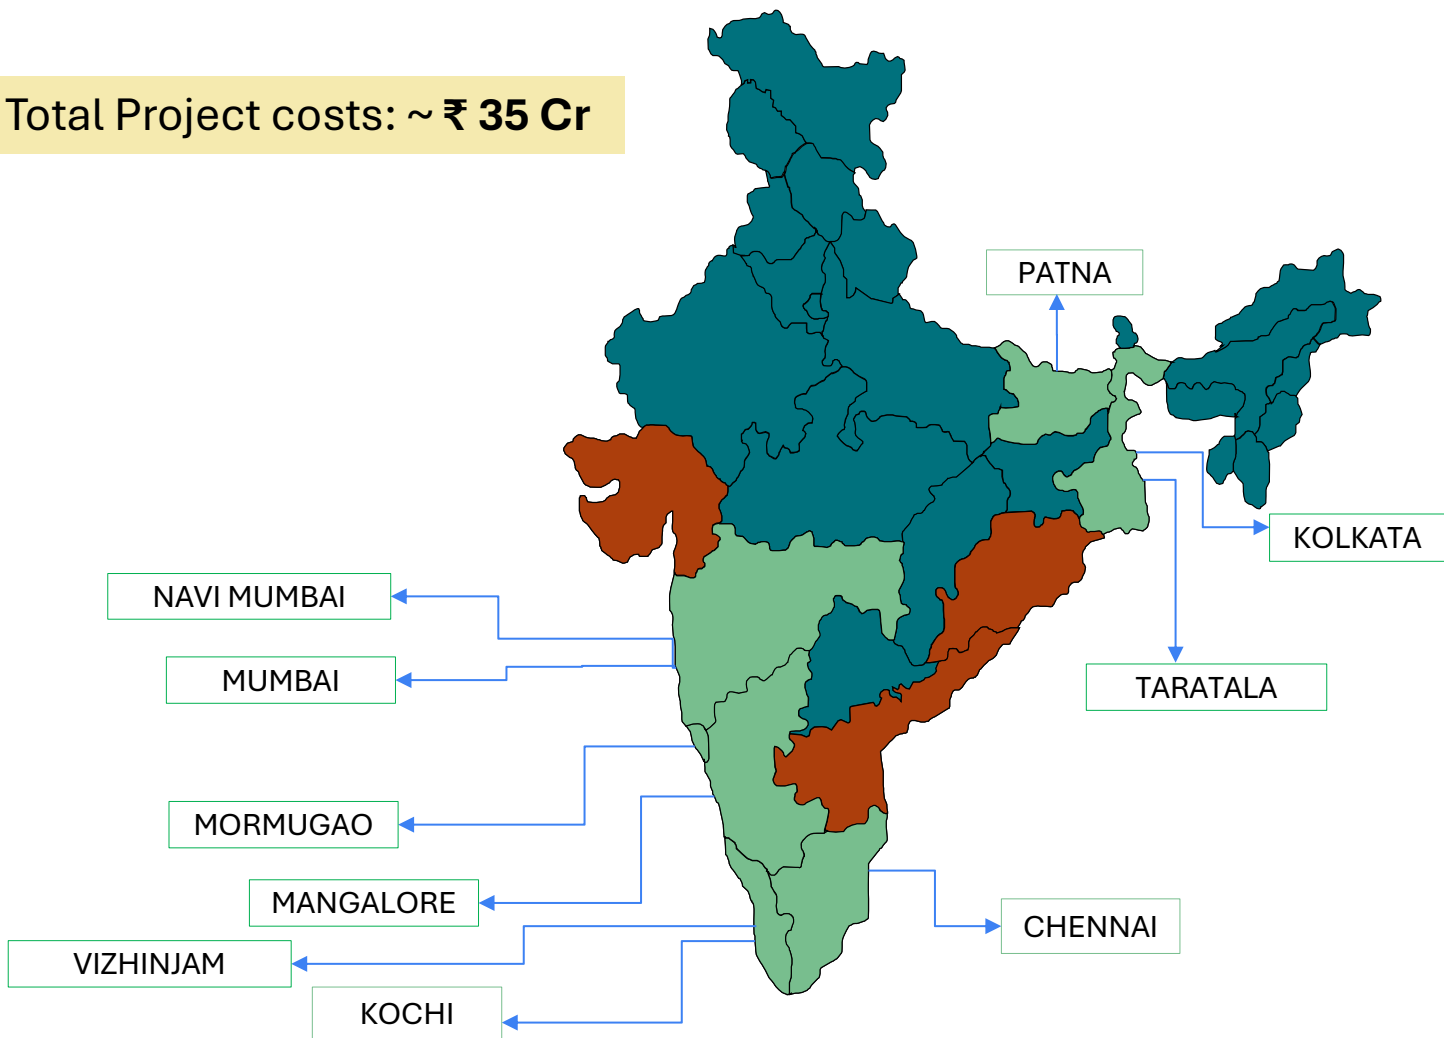 Total Project costs: ~ ₹ 35 Cr
PATNA
KOLKATA
NAVI MUMBAI
MUMBAI
TARATALA
MORMUGAO
MANGALORE
CHENNAI
VIZHINJAM
KOCHI